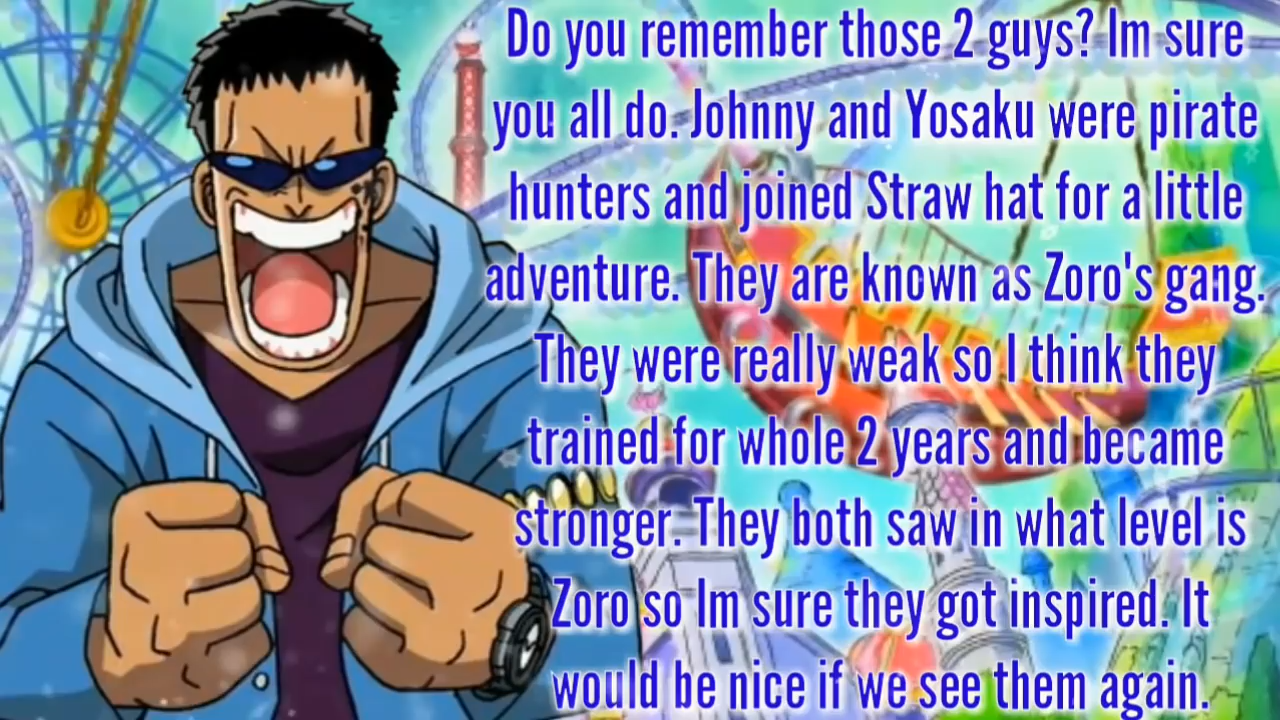 Do you remember those 2 guys? Im sure
you all do. Johnny and Yosaku were pirate
hunters and joined Straw hat for a little
adventure. They are known as Zoro's gang.
They were really weak so I think they
trained for whole 2 years and became
stronger. They both saw in what level is
Zoro so Im sure they got inspired. It
would be nice if we see them again.